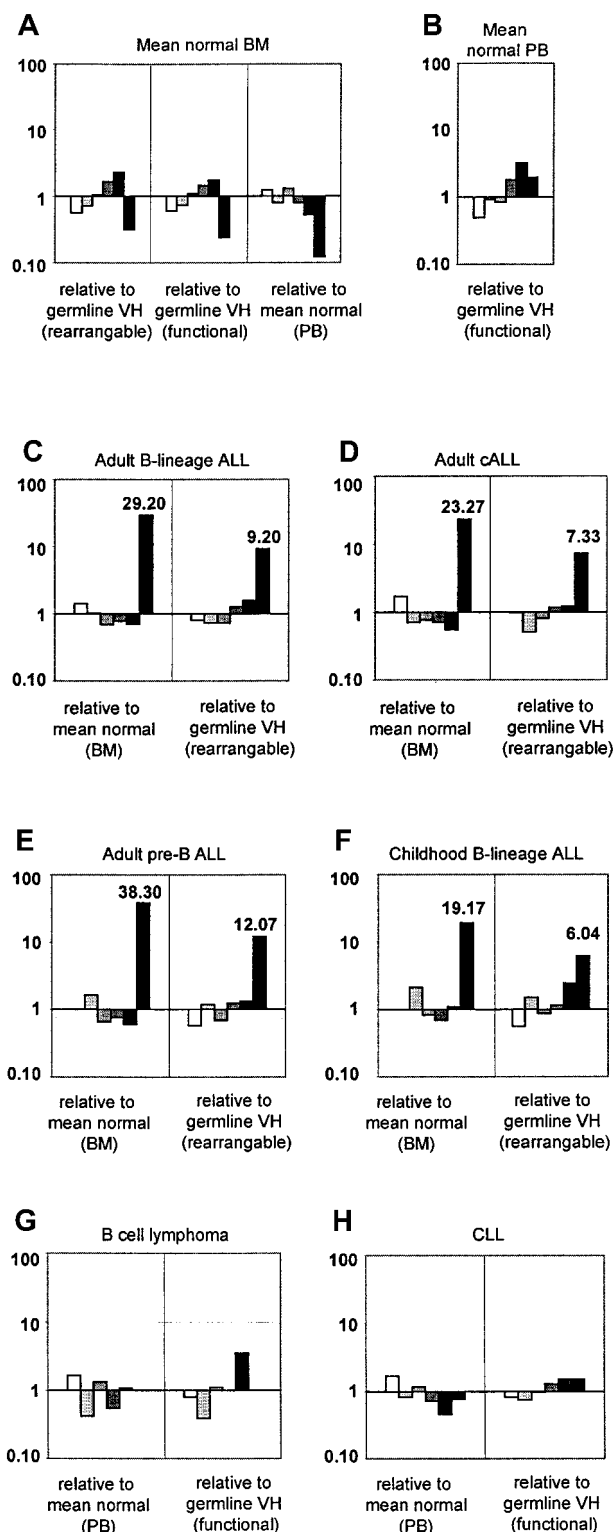 A
Mean normal BM
100
10
1
0.10
relative to
germline VH
(rearrangable)
relative to
germline VH
(functional)
relative to
mean normal
(PB)
B
Mean
normal PB
100
10
1
0.10
relative to
germline VH
(functional)
C
Adult B-lineage ALL
100
10
1
0.10
29.20
9.20
relative to
mean normal
(BM)
relative to
germline VH
(rearrangable)
D
Adult cALL
100
10
1
0.10
23.27
7.33
relative to
mean normal
(BM)
relative to
germline VH
(rearrangable)
E
Adult pre-B ALL
100
10
1
0.10
38.30
12.07
relative to
mean normal
(BM)
relative to
germline VH
(rearrangable)
F
Childhood B-lineage ALL
100
10
1
0.10
19.17
6.04
relative to
mean normal
(BM)
relative to
germline VH
(rearrangable)
G
B cell lymphoma
100
10
1
0.10
relative to
mean normal
(PB)
relative to
germline VH
(functional)
H
CLL
100
10
1
0.10
relative to
mean normal
(PB)
relative to
germline VH
(functional)